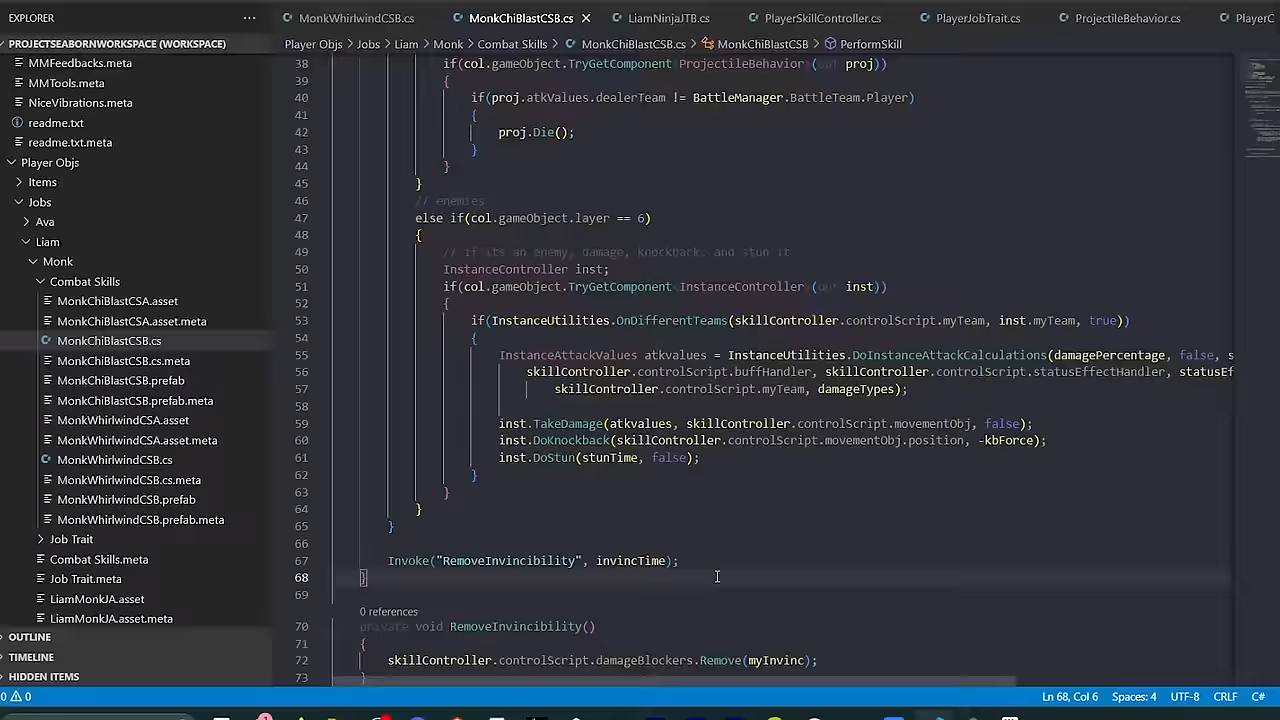 EXPLORER
MonkWhirlwindCSB.cs
MonkChiBlastCSB.cs
LiamNinjaJTB.cs
PlayerSkillController.cs
PlayerJobTrait.cs
ProjectileBehavior.cs
PlayerC
PROJECTSEABORNWORKSPACE (WORKSPACE)
Player Objs > Jobs > Liam > Monk > Combat Skills > MonkChiBlastCSB.cs > MonkChiBlastCSB > PerformSkill
MMFeedbacks.meta
MMTools.meta
NiceVibrations.meta
readme.txt
readme.txt.meta
Player Objs
Items
Jobs
Ava
Liam
Monk
Combat Skills
MonkChiBlastCSA.asset
MonkChiBlastCSA.asset.meta
MonkChiBlastCSB.cs
MonkChiBlastCSB.cs.meta
MonkChiBlastCSB.prefab
MonkChiBlastCSB.prefab.meta
MonkWhirlwindCSA.asset
MonkWhirlwindCSA.asset.meta
MonkWhirlwindCSB.cs
MonkWhirlwindCSB.cs.meta
MonkWhirlwindCSB.prefab
MonkWhirlwindCSB.prefab.meta
Job Trait
Combat Skills.meta
Job Trait.meta
LiamMonkJA.asset
LiamMonkJA.asset.meta
OUTLINE
TIMELINE
HIDDEN ITEMS
38 if(col.gameObject.TryGetComponent ProjectileBehavior (out proj))
39 {
40 if(proj.atkvalues.dealerTeam != BattleManager.BattleTeam.Player)
41 {
42 proj.Die();
43 }
44 }
45 }
46 // enemies
47 else if(col.gameObject.layer == 6)
48 {
49 // if its an enemy, damage, knockback, and stun it
50 InstanceController inst;
51 if(col.gameObject.TryGetComponent InstanceController (out inst))
52 {
53 if(InstanceUtilities.OnDifferentTeams(skillController.controlScript.myTeam, inst.myTeam, true))
54 {
55 InstanceAttackValues atkvalues = InstanceUtilities.DoInstanceAttackCalculations(damagePercentage, false, s
56 skillController.controlScript.buffHandler, skillController.controlScript.statusEffectHandler, statusEf
57 skillController.controlScript.myTeam, damageTypes);
58
59 inst.TakeDamage(atkvalues, skillController.controlScript.movementObj, false);
60 inst.DoKnockback(skillController.controlScript.movementObj.position, -kbForce);
61 inst.DoStun(stunTime, false);
62 }
63 }
64 }
65 }
66
67 Invoke("RemoveInvincibility", invincTime);
68 }
69
0 references
70 private void RemoveInvincibility()
71 {
72 skillController.controlScript.damageBlockers.Remove(myInvinc);
73 }
0 0
Ln 68, Col 6 Spaces: 4 UTF-8 CRLF C#